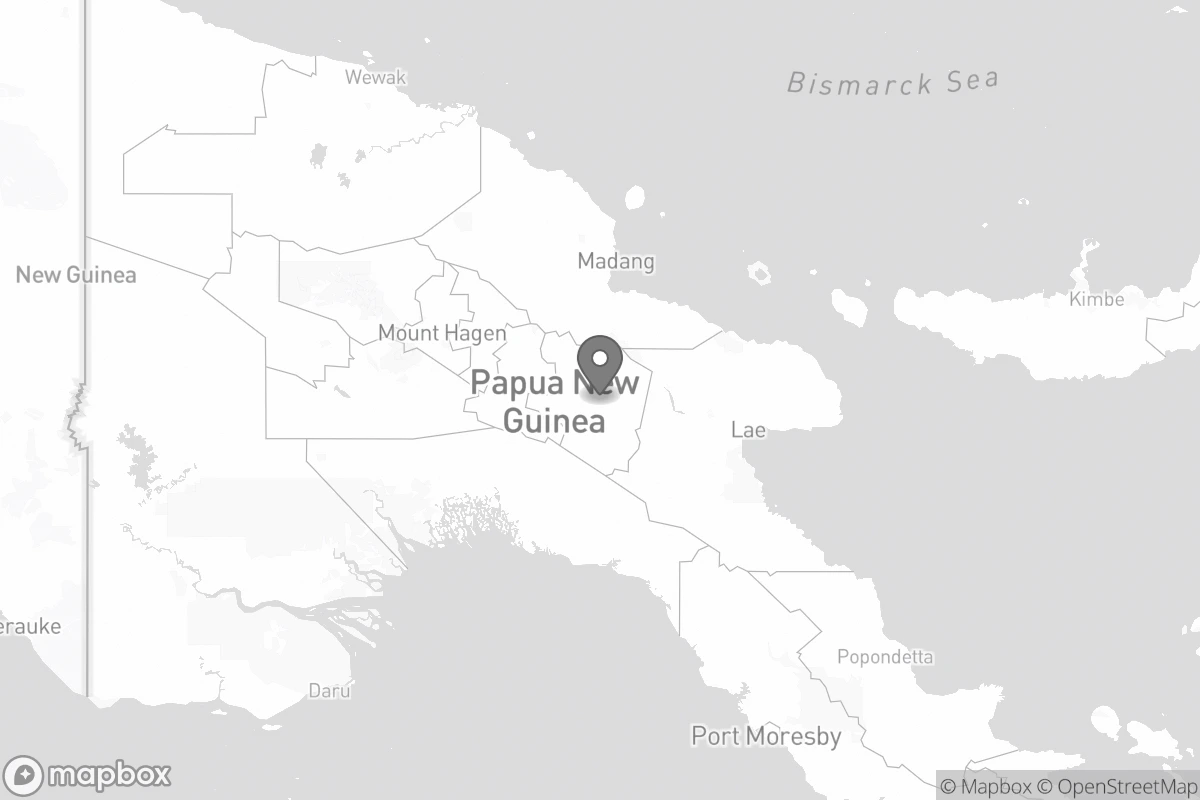 Wewak
Bismarck Sea
New Guinea
Madang
Kimbe
Mount Hagen
Papua New
Guinea
Lae
erauke
Popondetta
Daru
Port Moresby
mapbox
© Mapbox © OpenStreetMap